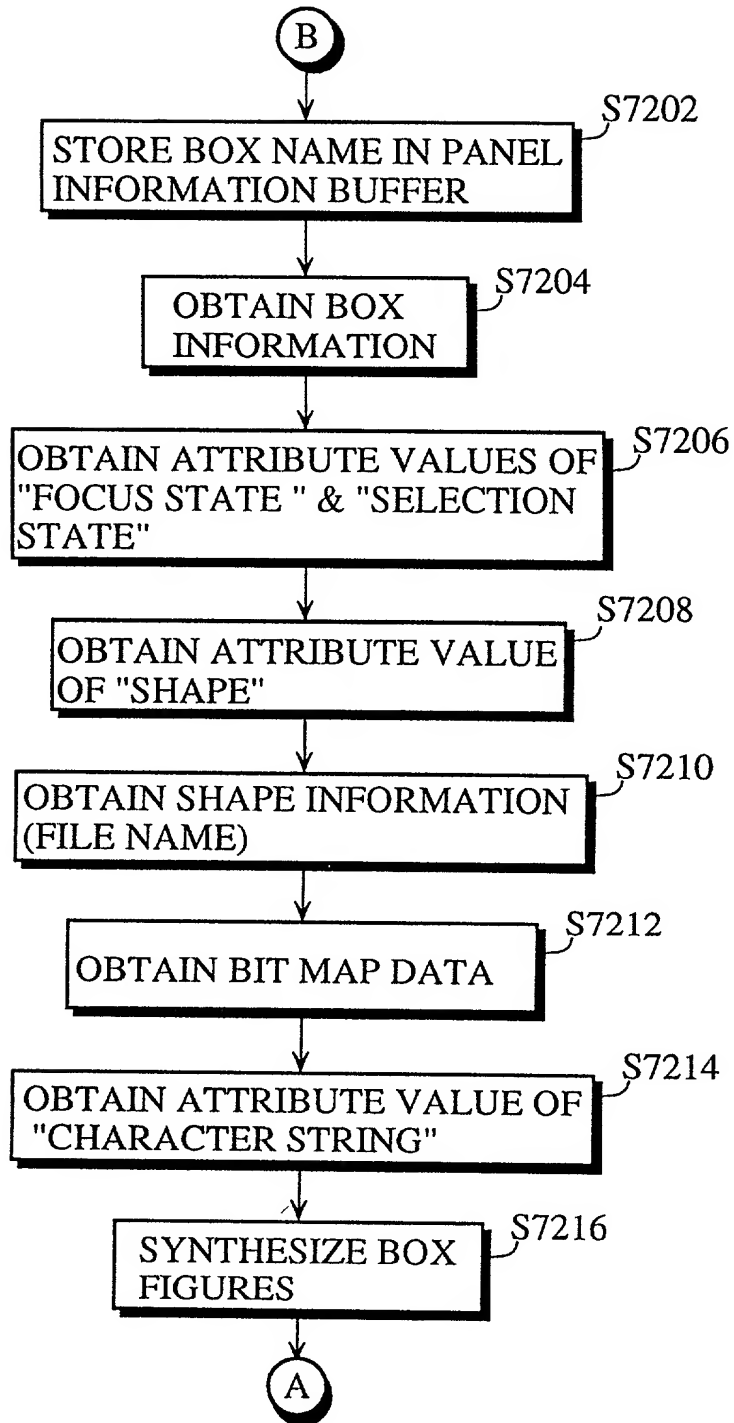 B
S7202
STORE BOX NAME IN PANEL
INFORMATION BUFFER
S7204
OBTAIN BOX
INFORMATION
S7206
OBTAIN ATTRIBUTE VALUES OF
"FOCUS STATE " & "SELECTION
STATE"
S7208
OBTAIN ATTRIBUTE VALUE
OF "SHAPE"
S7210
OBTAIN SHAPE INFORMATION
(FILE NAME)
S7212
OBTAIN BIT MAP DATA
S7214
OBTAIN ATTRIBUTE VALUE OF
"CHARACTER STRING"
S7216
SYNTHESIZE BOX
FIGURES
A